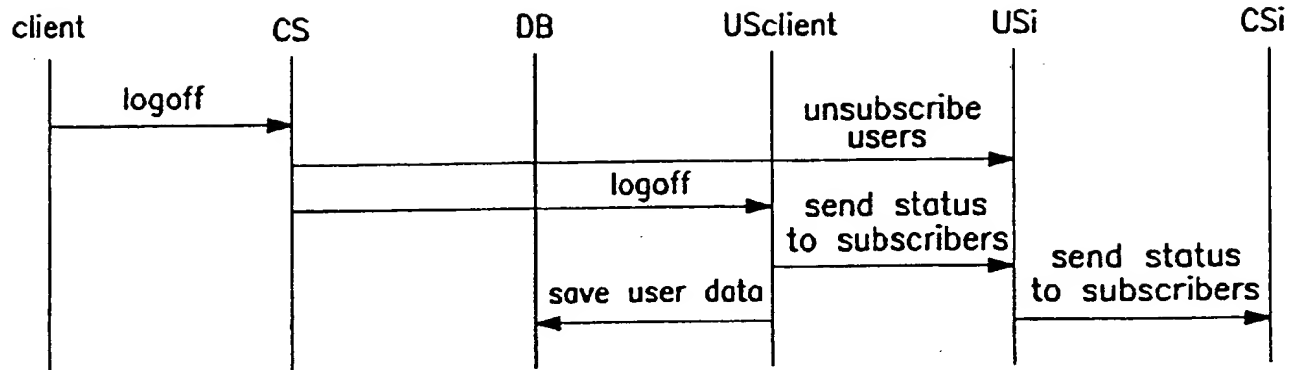 client CS DB USclient USi CSi
logoff
unsubscribe
users
logoff
send status
to subscribers
send status
to subscribers
save user data